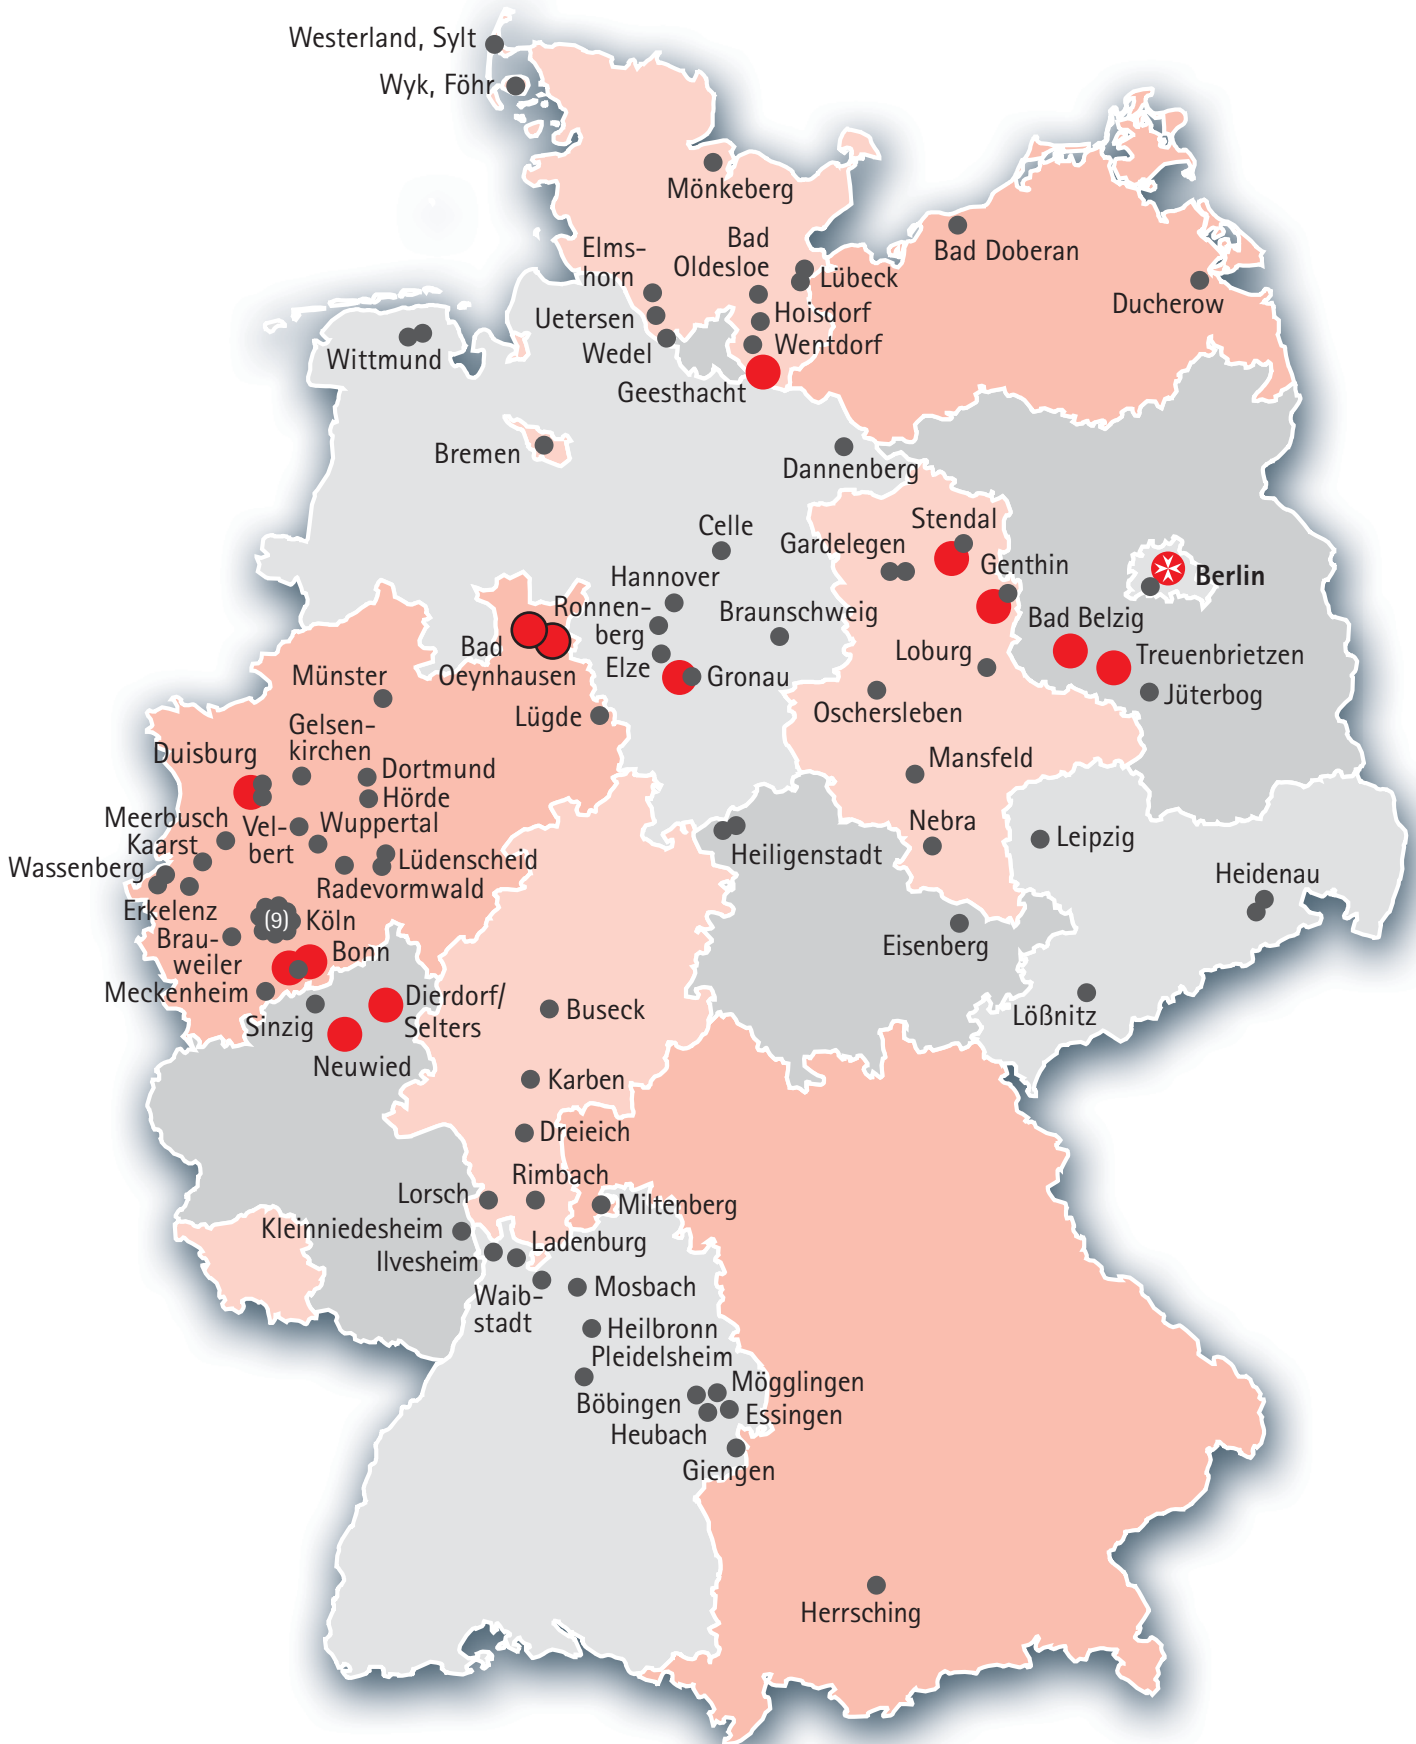 Westerland, Sylt
Wyk, Föhr
Mönkeberg
Bad
Oldesloe
Elms-
horn
Lübeck
Bad Doberan
Ducherow
Uetersen
Hoisdorf
Wedel
Wentdorf
Wittmund
Geesthacht
Bremen
Dannenberg
Celle
Stendal
Gardelegen
Genthin
Berlin
Hannover
Ronnen-
berg
Braunschweig
Bad Belzig
Bad
Oeynhausen
Elze
Gronau
Loburg
Treuenbrietzen
Jüterbog
Münster
Lügde
Oschersleben
Gelsen-
kirchen
Duisburg
Dortmund
Hörde
Mansfeld
Meerbusch
Vel-
bert
Wuppertal
Nebra
Leipzig
Kaarst
Heiligenstadt
Wassenberg
Lüdenscheid
Radevormwald
Heidenau
Erkelenz
(9)
Köln
Brau-
weiler
Bonn
Eisenberg
Meckenheim
Dierdorf/
Selters
Sinzig
Buseck
Lößnitz
Neuwied
Karben
Dreieich
Rimbach
Lorsch
Miltenberg
Kleinniedesheim
Ladenburg
Ilvesheim
Waib-
stadt
Mosbach
Heilbronn
Pleidelsheim
Mögglingen
Böbingen
Essingen
Heubach
Giengen
Herrsching